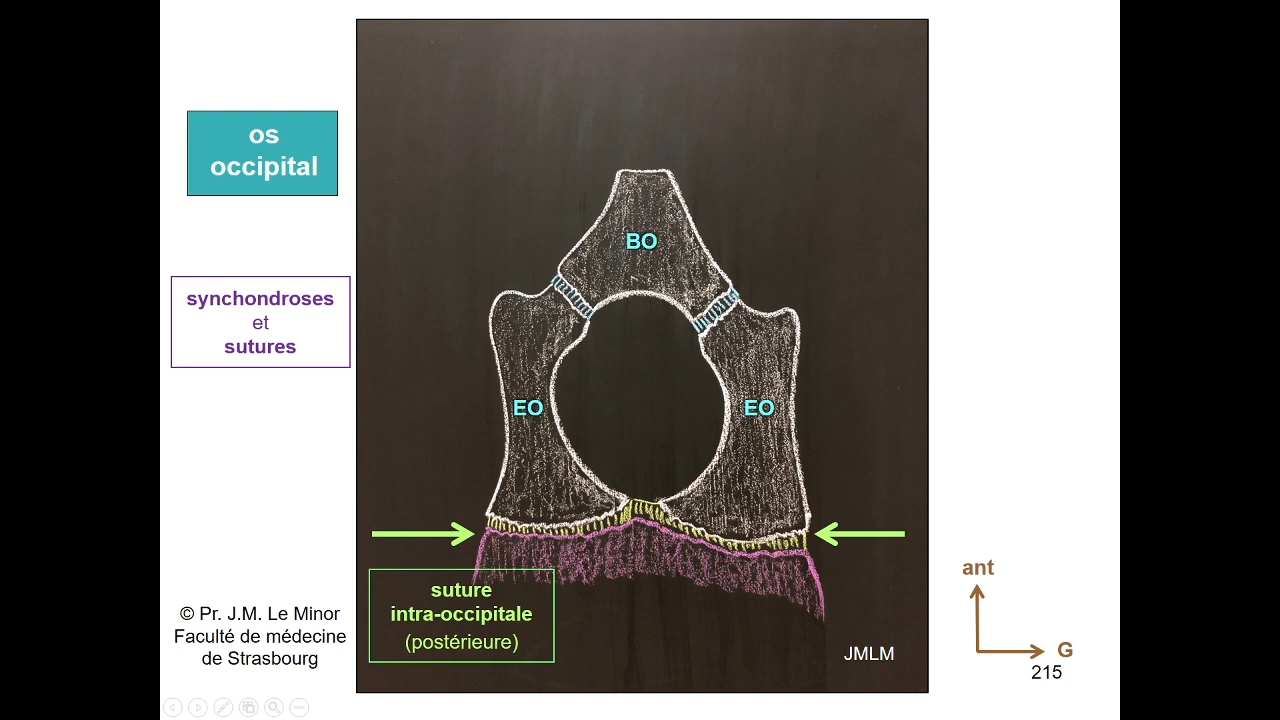 os
occipital
synchondroses
et
sutures
BO
EO
EO
suture
intra-occipitale
(postérieure)
© Pr. J.M. Le Minor
Faculté de médecine
de Strasbourg
JMLM
ant
G
215